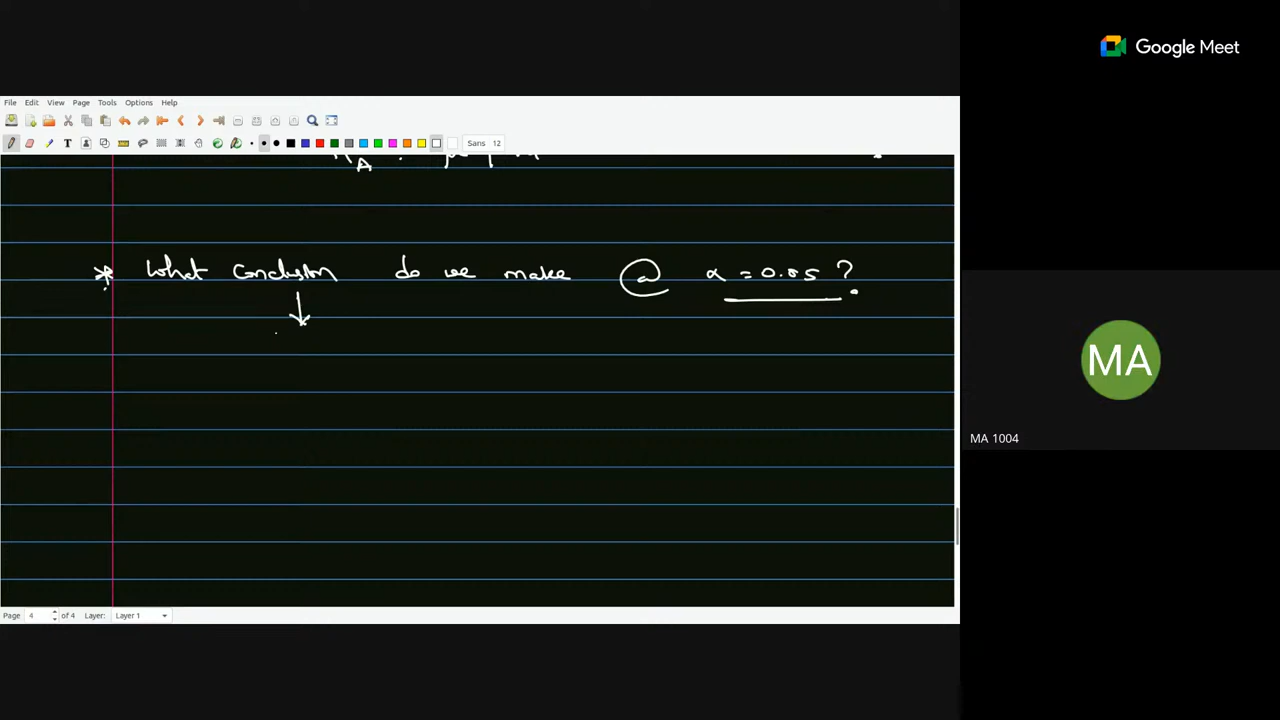 Google Meet
File Edit View Page Tools Options Help
Sans 12
* What Conclusion do we make @ α = 0.05 ?
MA
MA 1004
Page 4 of 4 Layer: Layer 1